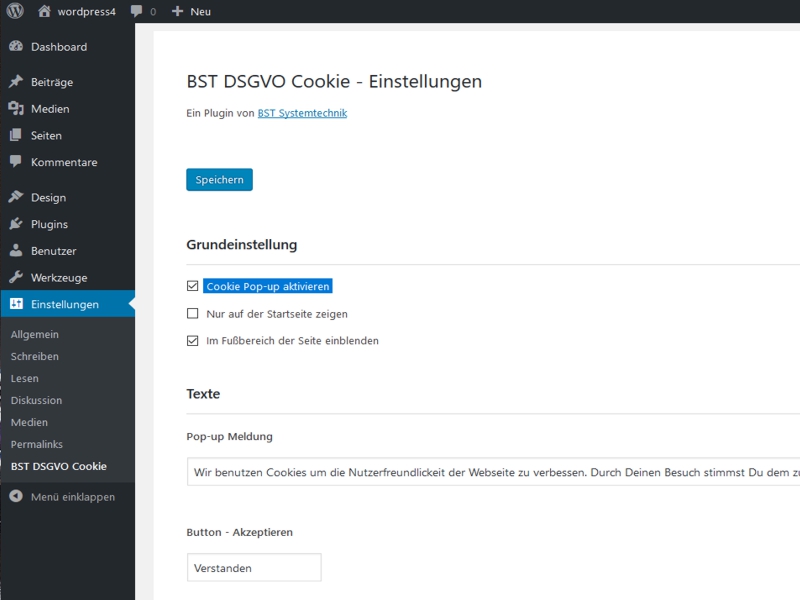 wordpress4 0 Neu
Dashboard
Beiträge
Medien
Seiten
Kommentare
Design
Plugins
Benutzer
Werkzeuge
Einstellungen
Allgemein
Schreiben
Lesen
Diskussion
Medien
Permalinks
BST DSGVO Cookie
Menü einklappen
BST DSGVO Cookie - Einstellungen
Ein Plugin von BST Systemtechnik
Speichern
Grundeinstellung
Cookie Pop-up aktivieren
Nur auf der Startseite zeigen
Im Fußbereich der Seite einblenden
Texte
Pop-up Meldung
Wir benutzen Cookies um die Nutzerfreundlickeit der Webseite zu verbessen. Durch Deinen Besuch stimmst Du dem
Button - Akzeptieren
Verstanden